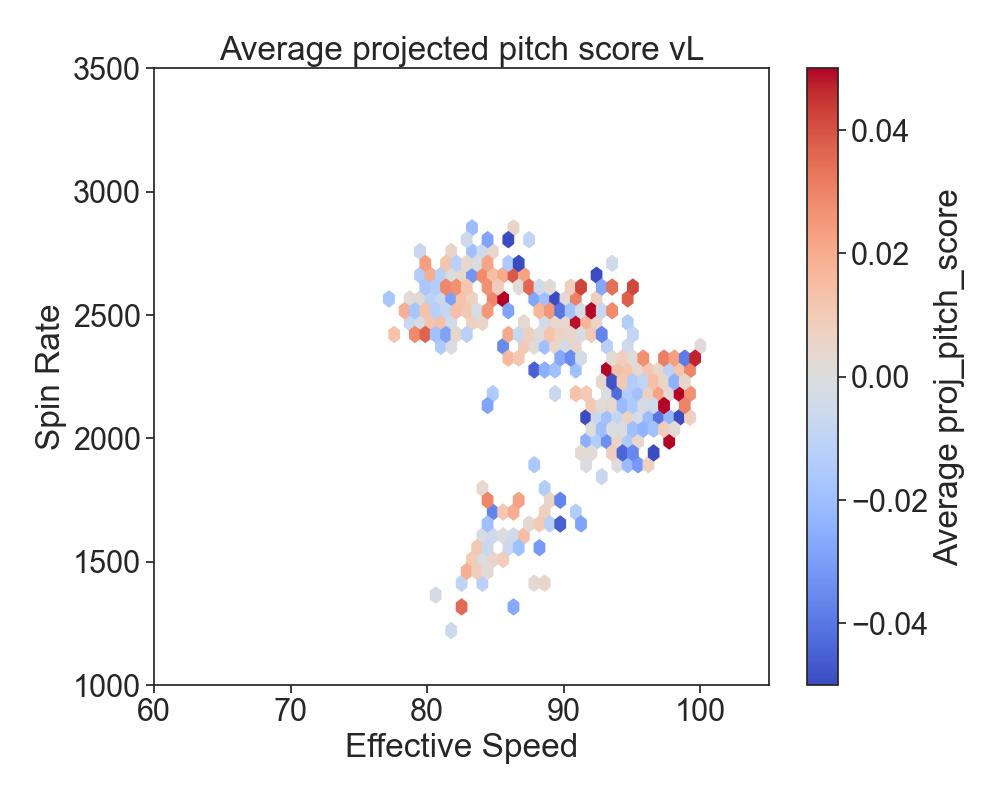 Average projected pitch score vL
3500
3000
2500
2000
1500
1000
Spin Rate
60 70 80 90 100
Effective Speed
0.04
0.02
0.00
−0.02
−0.04
Average proj_pitch_score